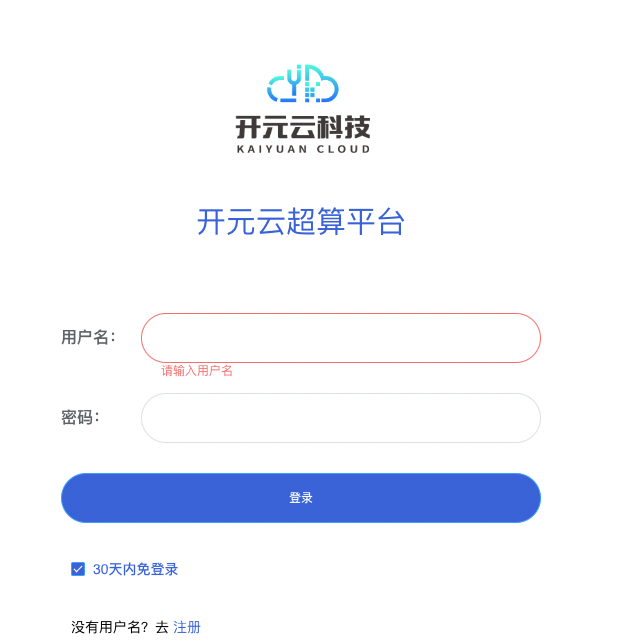 开元云科技
KAIYUAN CLOUD
开元云超算平台
用户名：
请输入用户名
密码：
登录
30天内免登录
没有用户名？去 注册